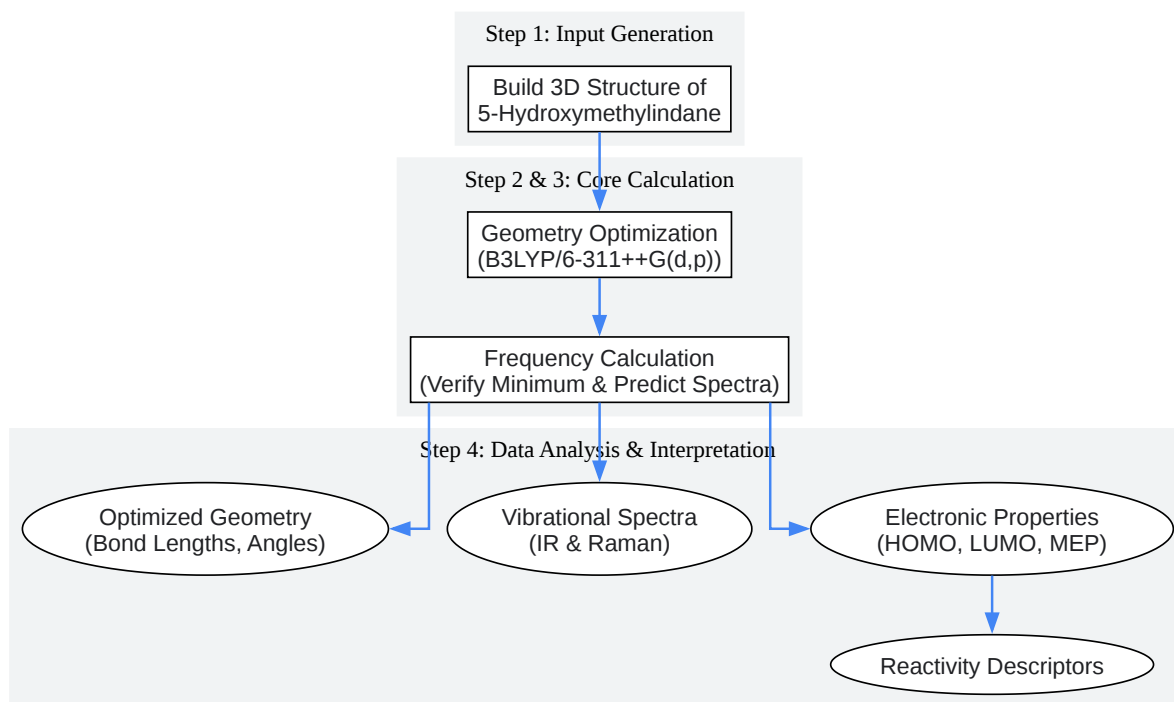 Step 1: Input Generation
Build 3D Structure of
5-Hydroxymethylindane
Step 2 & 3: Core Calculation
Geometry Optimization
(B3LYP/6-311++G(d,p))
Frequency Calculation
(Verify Minimum & Predict Spectra)
Step 4: Data Analysis & Interpretation
Optimized Geometry
(Bond Lengths, Angles)
Vibrational Spectra
(IR & Raman)
Electronic Properties
(HOMO, LUMO, MEP)
Reactivity Descriptors